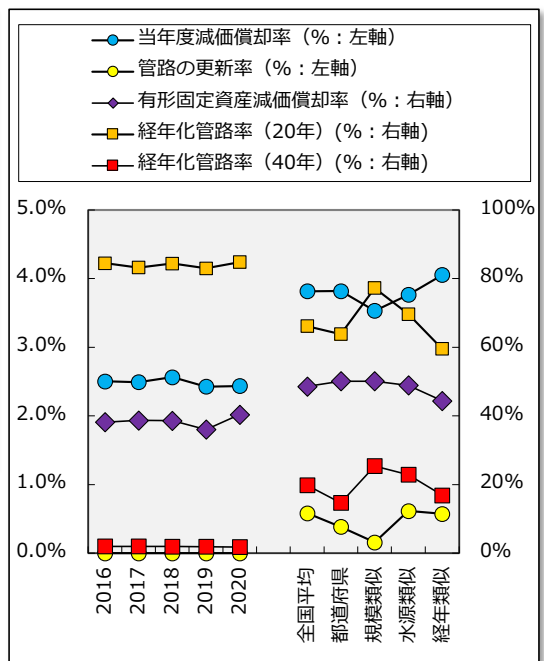 当年度減価償却率（%：左軸）
管路の更新率（%：左軸）
有形固定資産減価償却率（%：右軸）
経年化管路率（20年）(%：右軸)
経年化管路率（40年）(%：右軸)
5.0%
4.0%
3.0%
2.0%
1.0%
0.0%
100%
80%
60%
40%
20%
0%
2016
2017
2018
2019
2020
全国平均
都道府県
規模類似
水源類似
経年類似